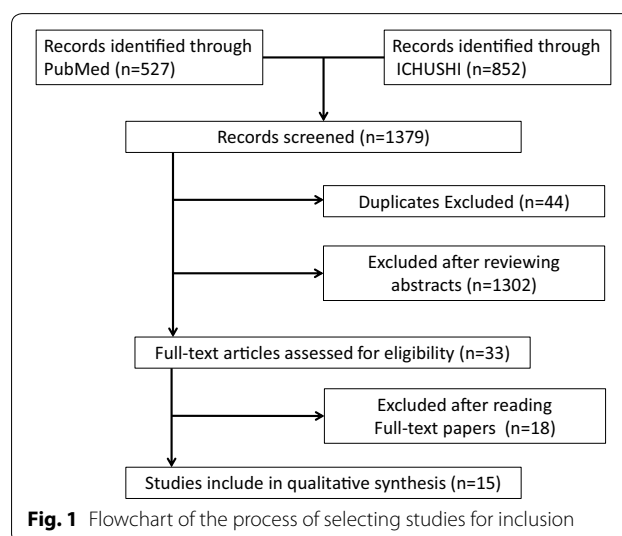 Records identified through
PubMed (n=527)
Records identified through
ICHUSHI (n=852)
Records screened (n=1379)
Duplicates Excluded (n=44)
Excluded after reviewing
abstracts (n=1302)
Full-text articles assessed for eligibility (n=33)
Excluded after reading
Full-text papers (n=18)
Studies include in qualitative synthesis (n=15)
Fig. 1 Flowchart of the process of selecting studies for inclusion